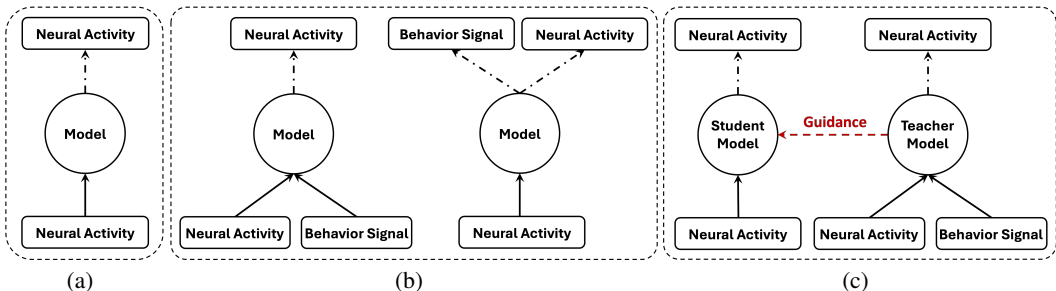 Neural Activity
Model
Neural Activity
(a)
Neural Activity
Model
Neural Activity
Behavior Signal
Behavior Signal
Neural Activity
Model
Neural Activity
(b)
Neural Activity
Student
Model
Neural Activity
Guidance
Neural Activity
Teacher
Model
Neural Activity
Behavior Signal
(c)